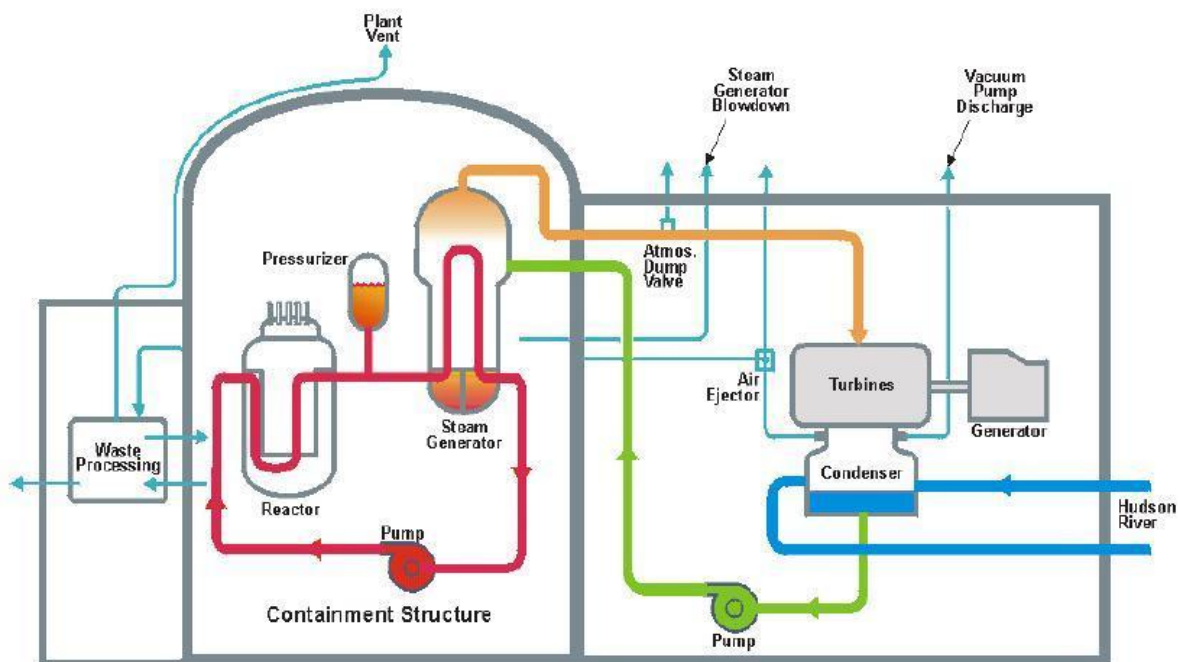 Plant
Vent
Steam
Generator
Blowdown
Vacuum
Pump
Discharge
Pressurizer
Atmos.
Dump
Valve
Air
Ejector
Turbines
Generator
Steam
Generator
Waste
Processing
Condenser
Reactor
Hudson
River
Pump
Containment Structure
Pump